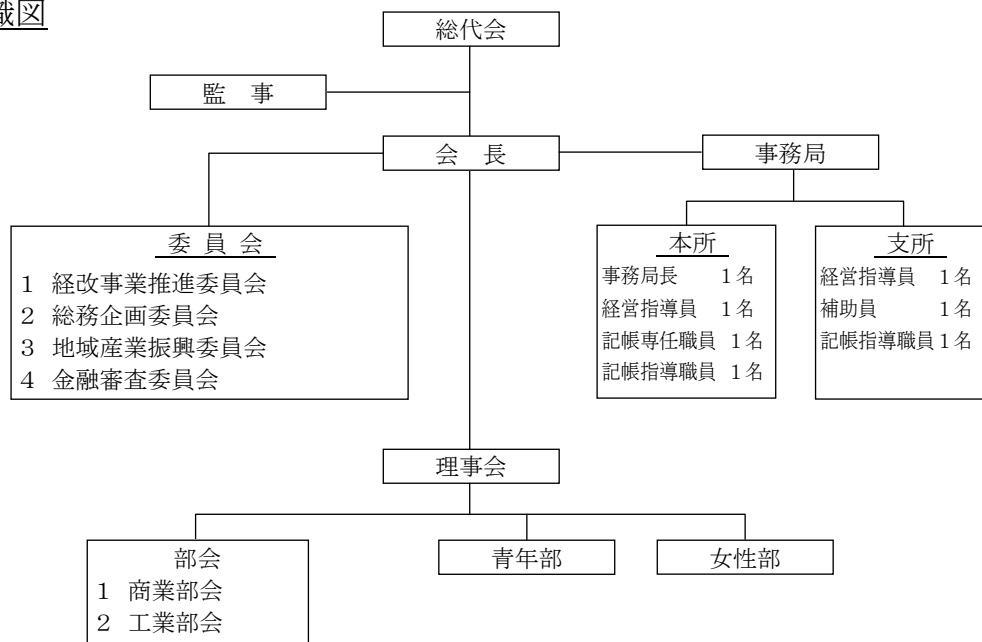 織図
総代会
監　事
会　長
事務局
委 員 会
1　経改事業推進委員会
2　総務企画委員会
3　地域産業振興委員会
4　金融審査委員会
本所
事務局長　1名
経営指導員　1名
記帳専任職員　1名
記帳指導職員　1名
支所
経営指導員　1名
補助員　1名
記帳指導職員1名
理事会
部会
1　商業部会
2　工業部会
青年部
女性部